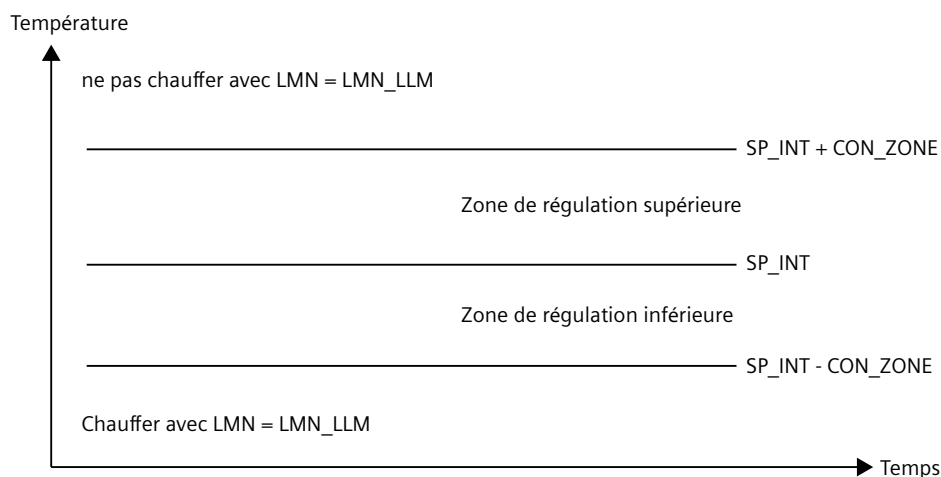 Température
ne pas chauffer avec LMN = LMN_LLM
SP_INT + CON_ZONE
Zone de régulation supérieure
SP_INT
Zone de régulation inférieure
SP_INT - CON_ZONE
Chauffer avec LMN = LMN_LLM
Temps